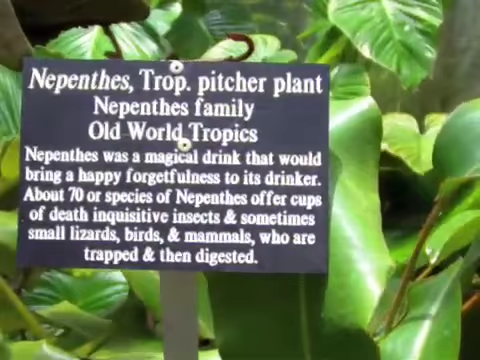 Nepenthes, Trop. pitcher plant
Nepenthes family
Old World Tropics
Nepenthes was a magical drink that would
bring a happy forgetfulness to its drinker.
About 70 or species of Nepenthes offer cups
of death inquisitive insects & sometimes
small lizards, birds, & mammals, who are
trapped & then digested.